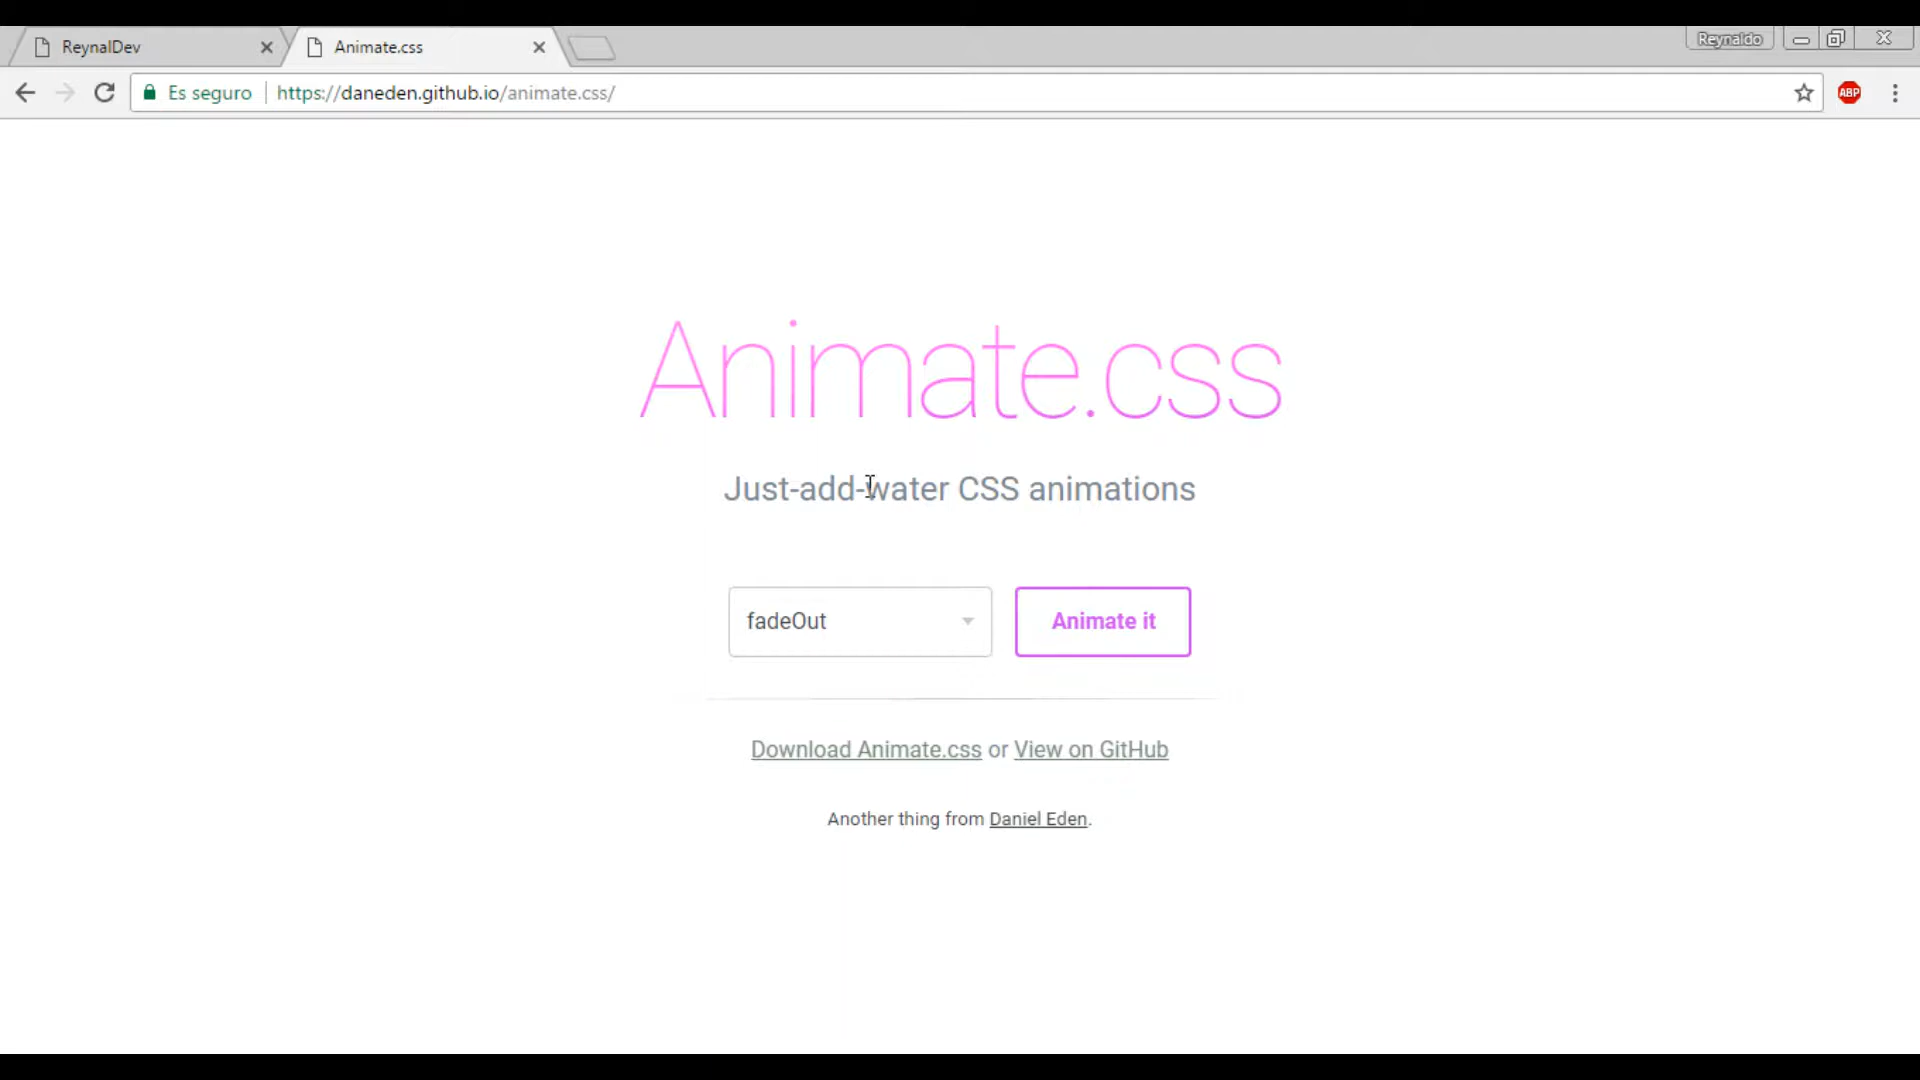 ReynalDev
Animate.css
Reynaldo
Es seguro
https://daneden.github.io/animate.css/
ABP
Animate.css
Just-add-water CSS animations
fadeOut
Animate it
Download Animate.css or View on GitHub
Another thing from Daniel Eden.